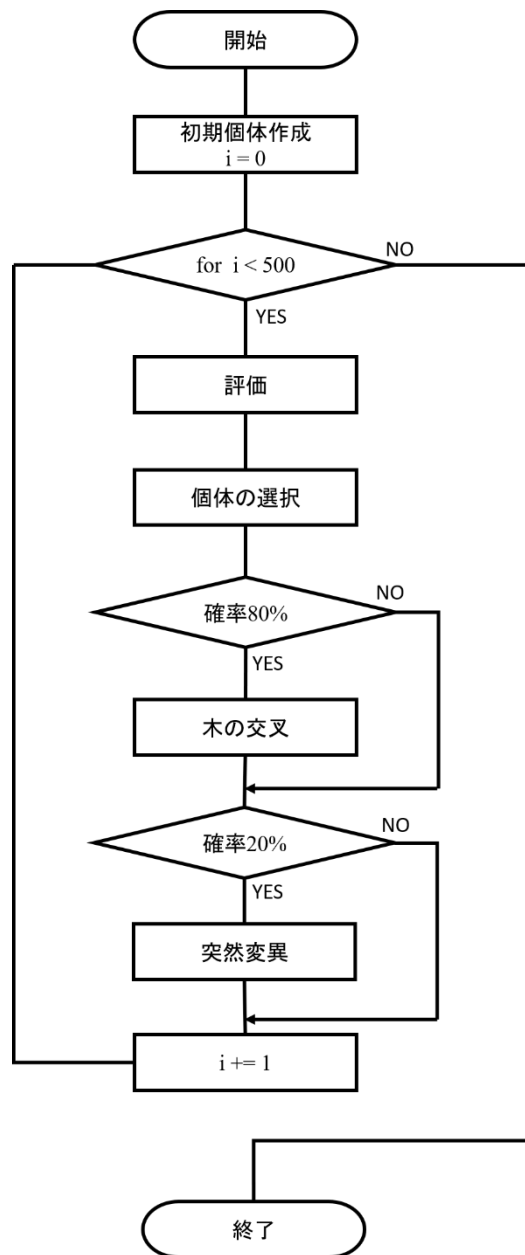 開始
初期個体作成
i = 0
for i < 500
NO
YES
評価
個体の選択
確率80%
NO
YES
木の交叉
確率20%
NO
YES
突然変異
i += 1
終了